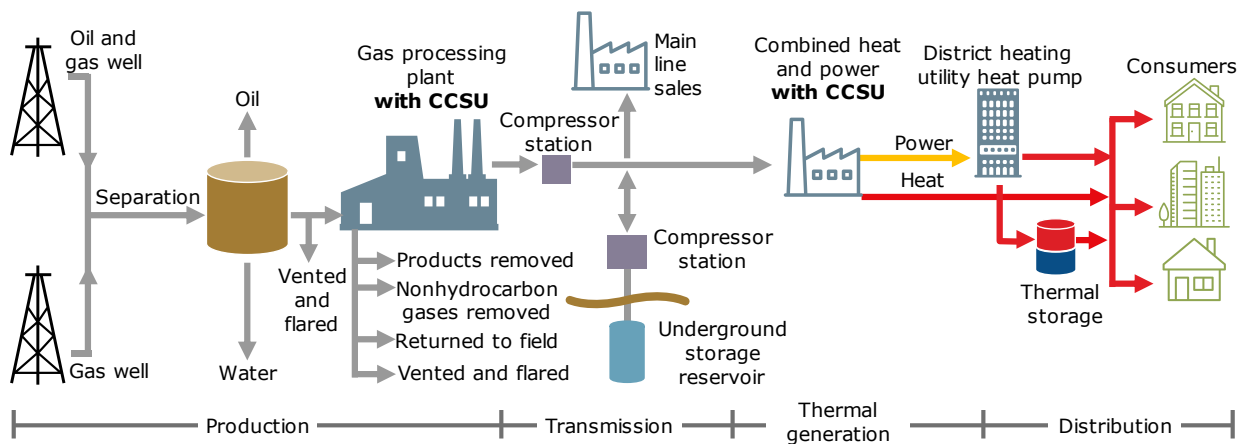 Oil and
gas well
Oil
Separation
Gas well
Water
Vented
and
flared
Gas processing
plant
with CCSU
Products removed
Nonhydrocarbon
gases removed
Returned to field
Vented and flared
Compressor
station
Main
line
sales
Compressor
station
Underground
storage
reservoir
Combined heat
and power
with CCSU
Power
Heat
District heating
utility heat pump
Thermal
storage
Consumers
Production
Transmission
Thermal
generation
Distribution